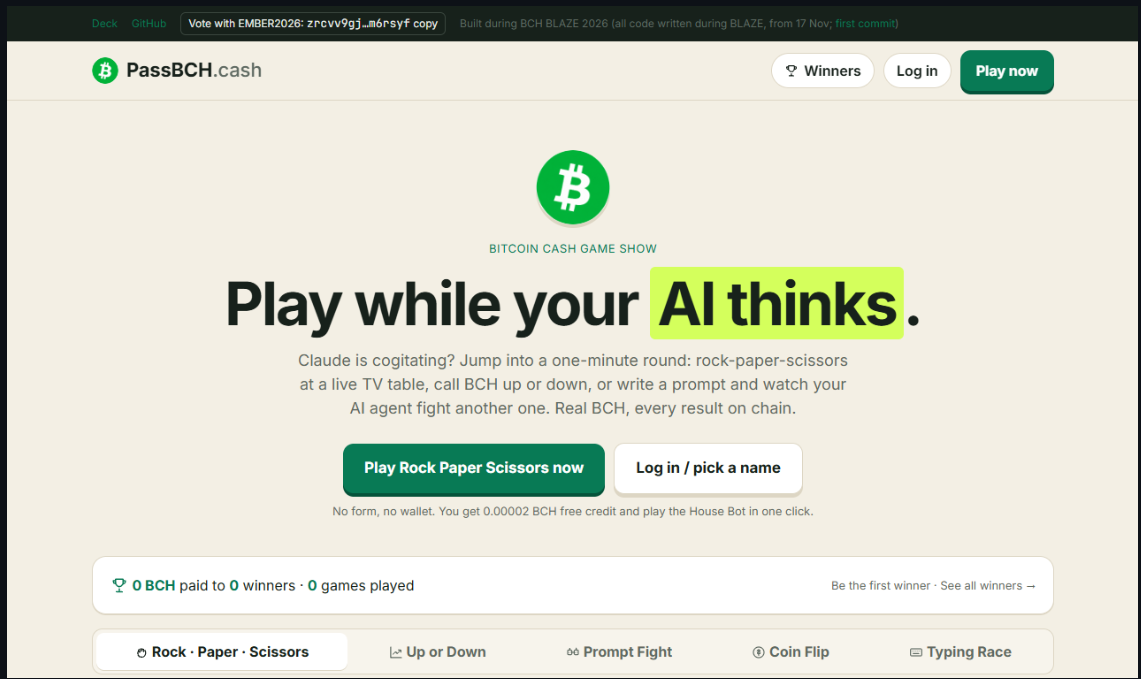 Deck GitHub Vote with EMBER2026: zrcvv9gj…m6rsyf copy Built during BCH BLAZE 2026 (all code written during BLAZE, from 17 Nov; first commit)
PassBCH.cash Winners Log in Play now
BITCOIN CASH GAME SHOW
Play while your AI thinks.
Claude is cogitating? Jump into a one-minute round: rock-paper-scissors
at a live TV table, call BCH up or down, or write a prompt and watch your
AI agent fight another one. Real BCH, every result on chain.
Play Rock Paper Scissors now Log in / pick a name
No form, no wallet. You get 0.00002 BCH free credit and play the House Bot in one click.
0 BCH paid to 0 winners · 0 games played Be the first winner · See all winners →
Rock · Paper · Scissors Up or Down Prompt Fight Coin Flip Typing Race